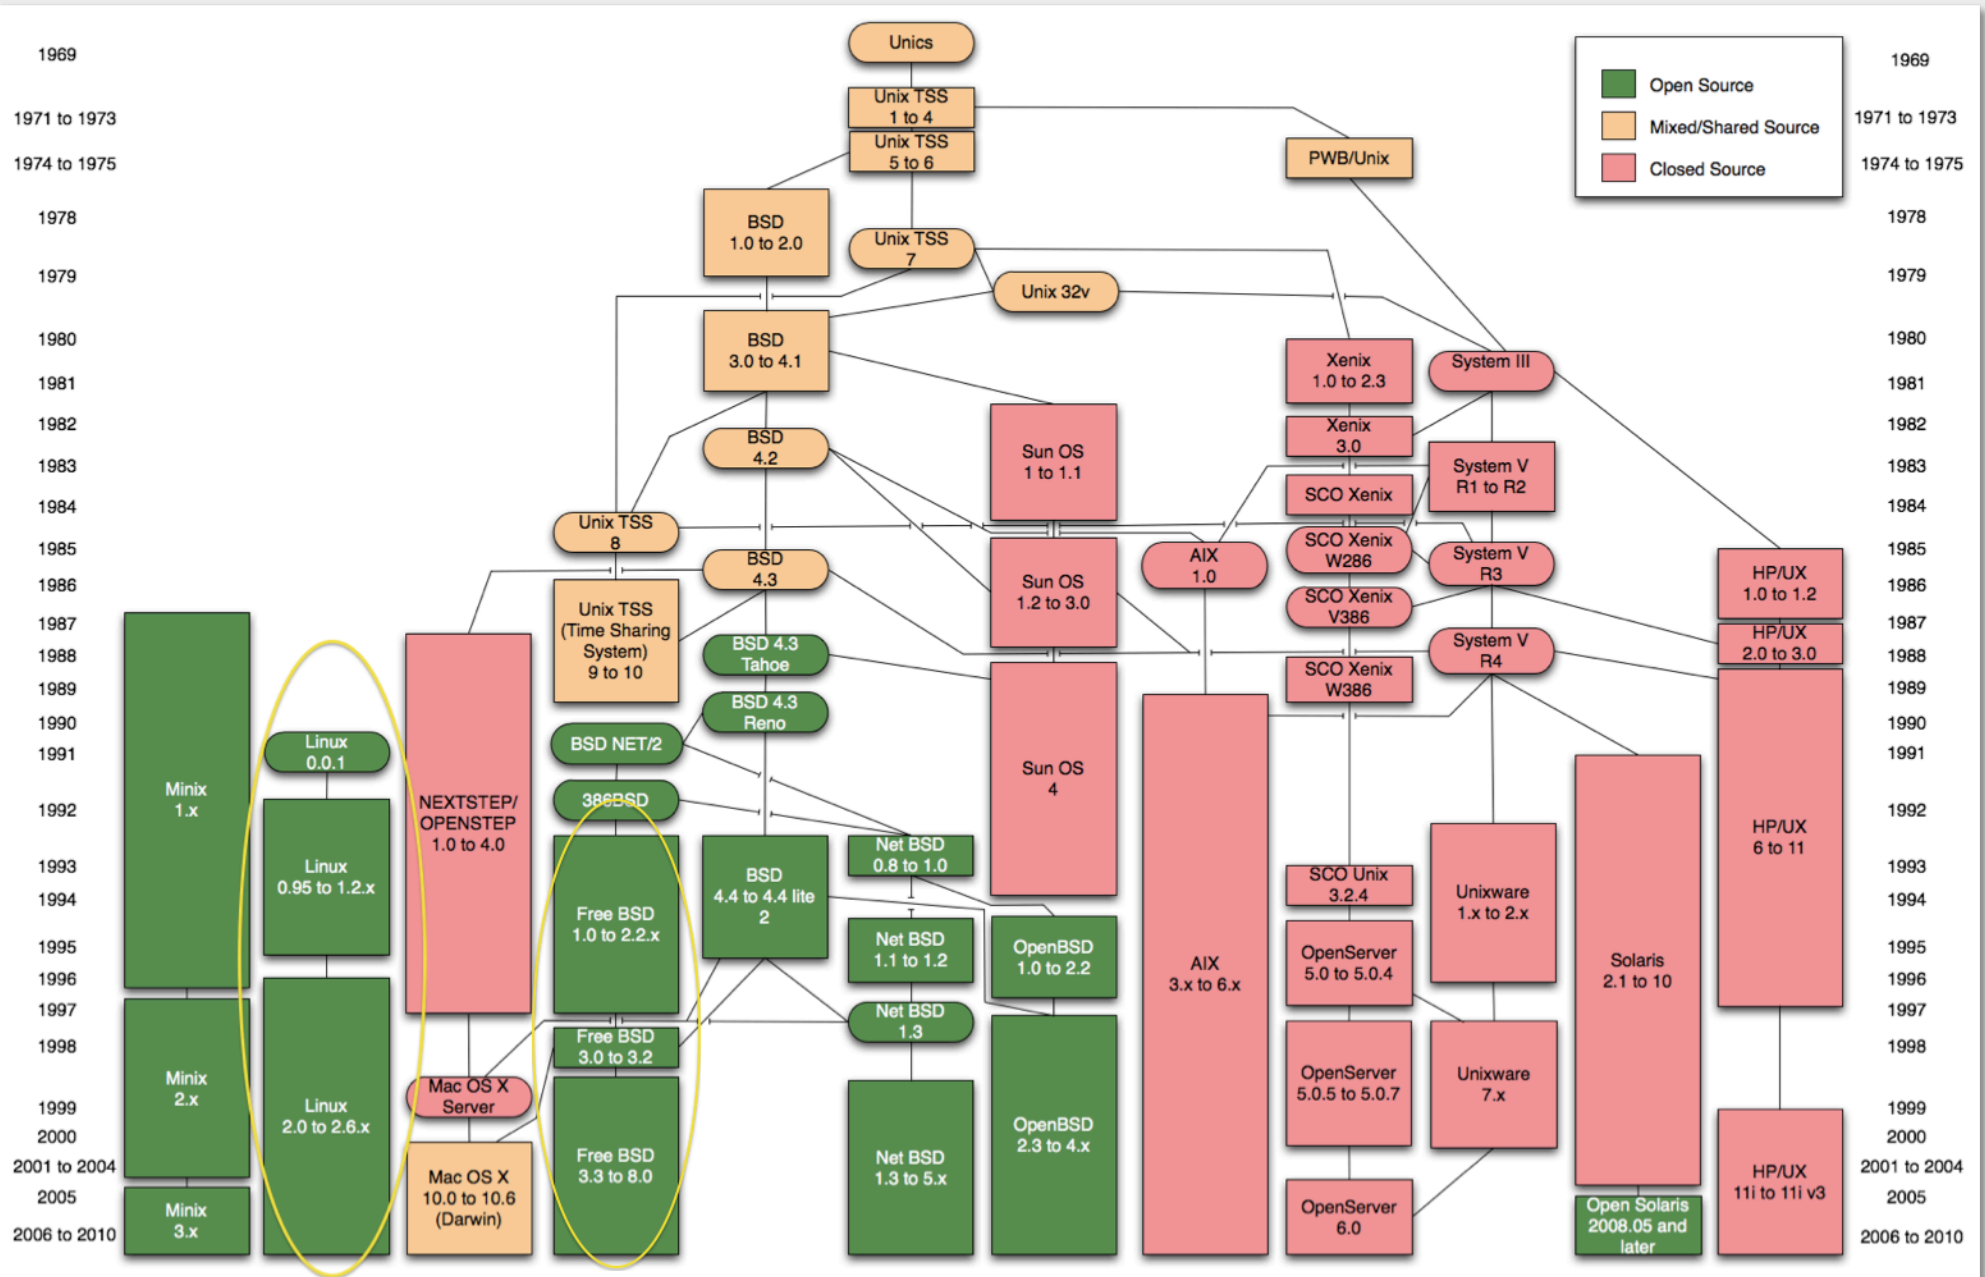 1969
1971 to 1973
1974 to 1975
1978
1979
1980
1981
1982
1983
1984
1985
1986
1987
1988
1989
1990
1991
1992
1993
1994
1995
1996
1997
1998
1999
2000
2001 to 2004
2005
2006 to 2010
Minix
1.x
Minix
2.x
Minix
3.x
Linux
0.0.1
Linux
0.95 to 1.2.x
Linux
2.0 to 2.6.x
NEXTSTEP/
OPENSTEP
1.0 to 4.0
Mac OS X
Server
Mac OS X
10.0 to 10.6
(Darwin)
Unix TSS
8
Unix TSS
(Time Sharing
System)
9 to 10
BSD NET/2
386BSD
Free BSD
1.0 to 2.2.x
Free BSD
3.0 to 3.2
Free BSD
3.3 to 8.0
BSD
1.0 to 2.0
BSD
3.0 to 4.1
BSD
4.2
BSD
4.3
BSD 4.3
Tahoe
BSD 4.3
Reno
BSD
4.4 to 4.4 lite
2
Unics
Unix TSS
1 to 4
Unix TSS
5 to 6
Unix TSS
7
Net BSD
0.8 to 1.0
Net BSD
1.1 to 1.2
Net BSD
1.3
Net BSD
1.3 to 5.x
Unix 32v
Sun OS
1 to 1.1
Sun OS
1.2 to 3.0
Sun OS
4
OpenBSD
1.0 to 2.2
OpenBSD
2.3 to 4.x
AIX
1.0
AIX
3.x to 6.x
PWB/Unix
Xenix
1.0 to 2.3
Xenix
3.0
SCO Xenix
SCO Xenix
W286
SCO Xenix
V386
SCO Xenix
W386
SCO Unix
3.2.4
OpenServer
5.0 to 5.0.4
OpenServer
5.0.5 to 5.0.7
OpenServer
6.0
System III
System V
R1 to R2
System V
R3
System V
R4
Unixware
1.x to 2.x
Unixware
7.x
Solaris
2.1 to 10
Open Solaris
2008.05 and
later
HP/UX
1.0 to 1.2
HP/UX
2.0 to 3.0
HP/UX
6 to 11
HP/UX
11i to 11i v3
Open Source
Mixed/Shared Source
Closed Source
1969
1971 to 1973
1974 to 1975
1978
1979
1980
1981
1982
1983
1984
1985
1986
1987
1988
1989
1990
1991
1992
1993
1994
1995
1996
1997
1998
1999
2000
2001 to 2004
2005
2006 to 2010